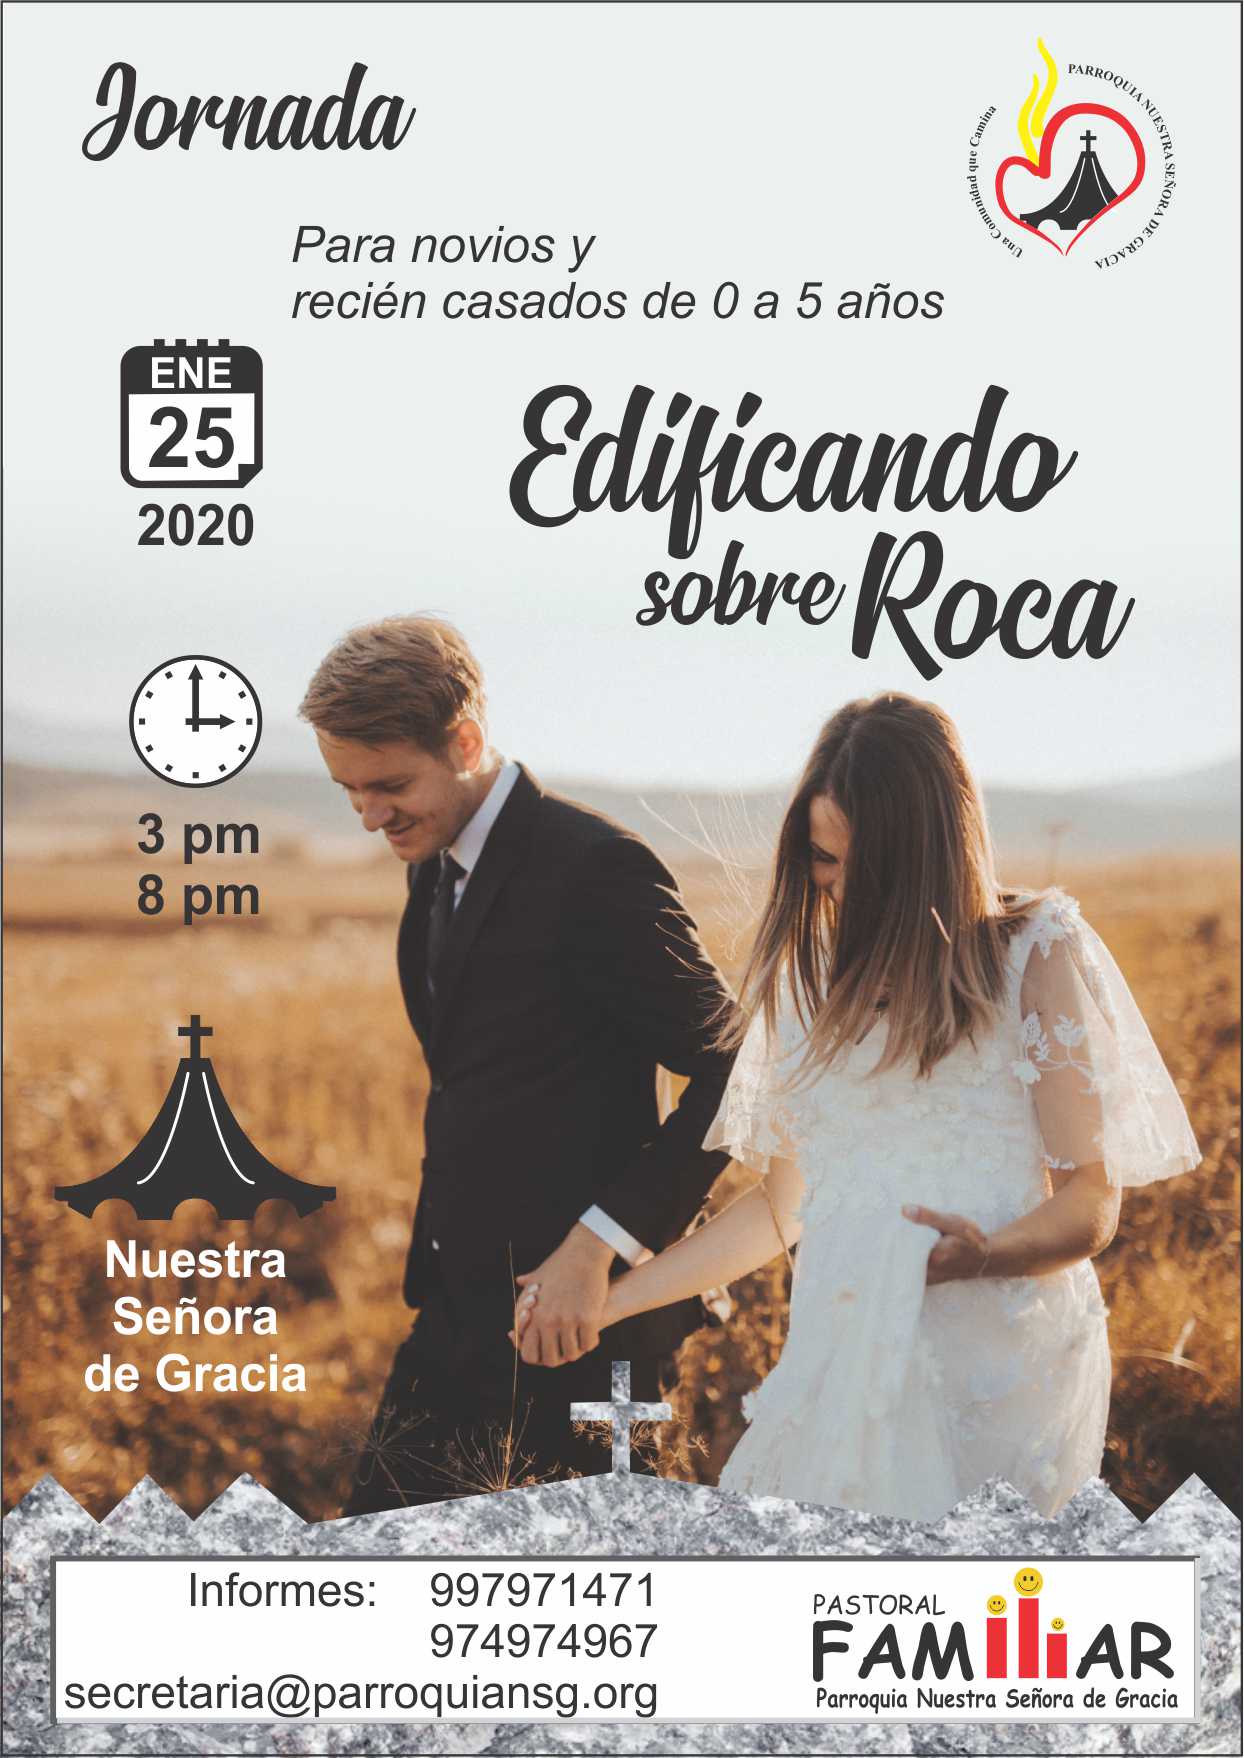 Jornada
PARROQUIA NUESTRA SEÑORA DE GRACIA
Una Comunidad que Camina
Para novios y
recién casados de 0 a 5 años
ENE
25
2020
Edificando
sobre Roca
3 pm
8 pm
Nuestra
Señora
de Gracia
Informes: 997971471
974974967
secretaria@parroquiansg.org
PASTORAL
FAMILIAR
Parroquia Nuestra Señora de Gracia